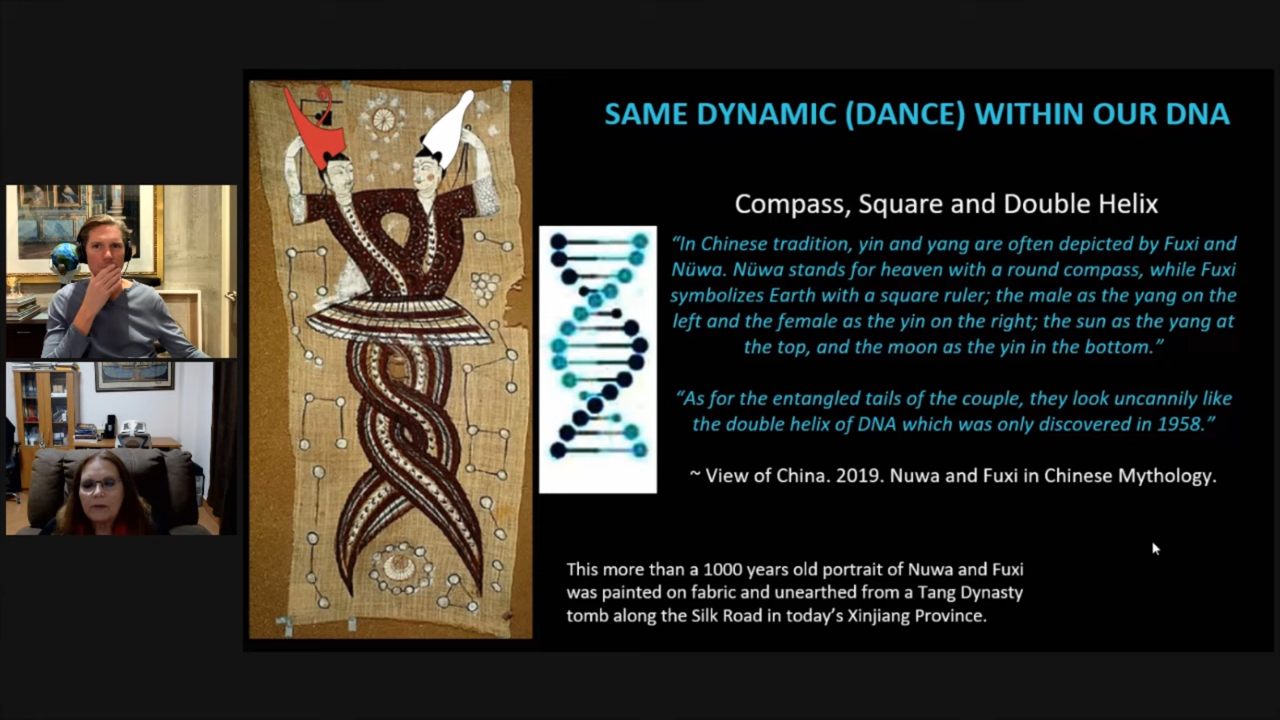 SAME DYNAMIC (DANCE) WITHIN OUR DNA
Compass, Square and Double Helix
“In Chinese tradition, yin and yang are often depicted by Fuxi and
Nüwa. Nüwa stands for heaven with a round compass, while Fuxi
symbolizes Earth with a square ruler; the male as the yang on the
left and the female as the yin on the right; the sun as the yang at
the top, and the moon as the yin in the bottom.”
“As for the entangled tails of the couple, they look uncannily like
the double helix of DNA which was only discovered in 1958.”
~ View of China. 2019. Nuwa and Fuxi in Chinese Mythology.
This more than a 1000 years old portrait of Nuwa and Fuxi
was painted on fabric and unearthed from a Tang Dynasty
tomb along the Silk Road in today’s Xinjiang Province.